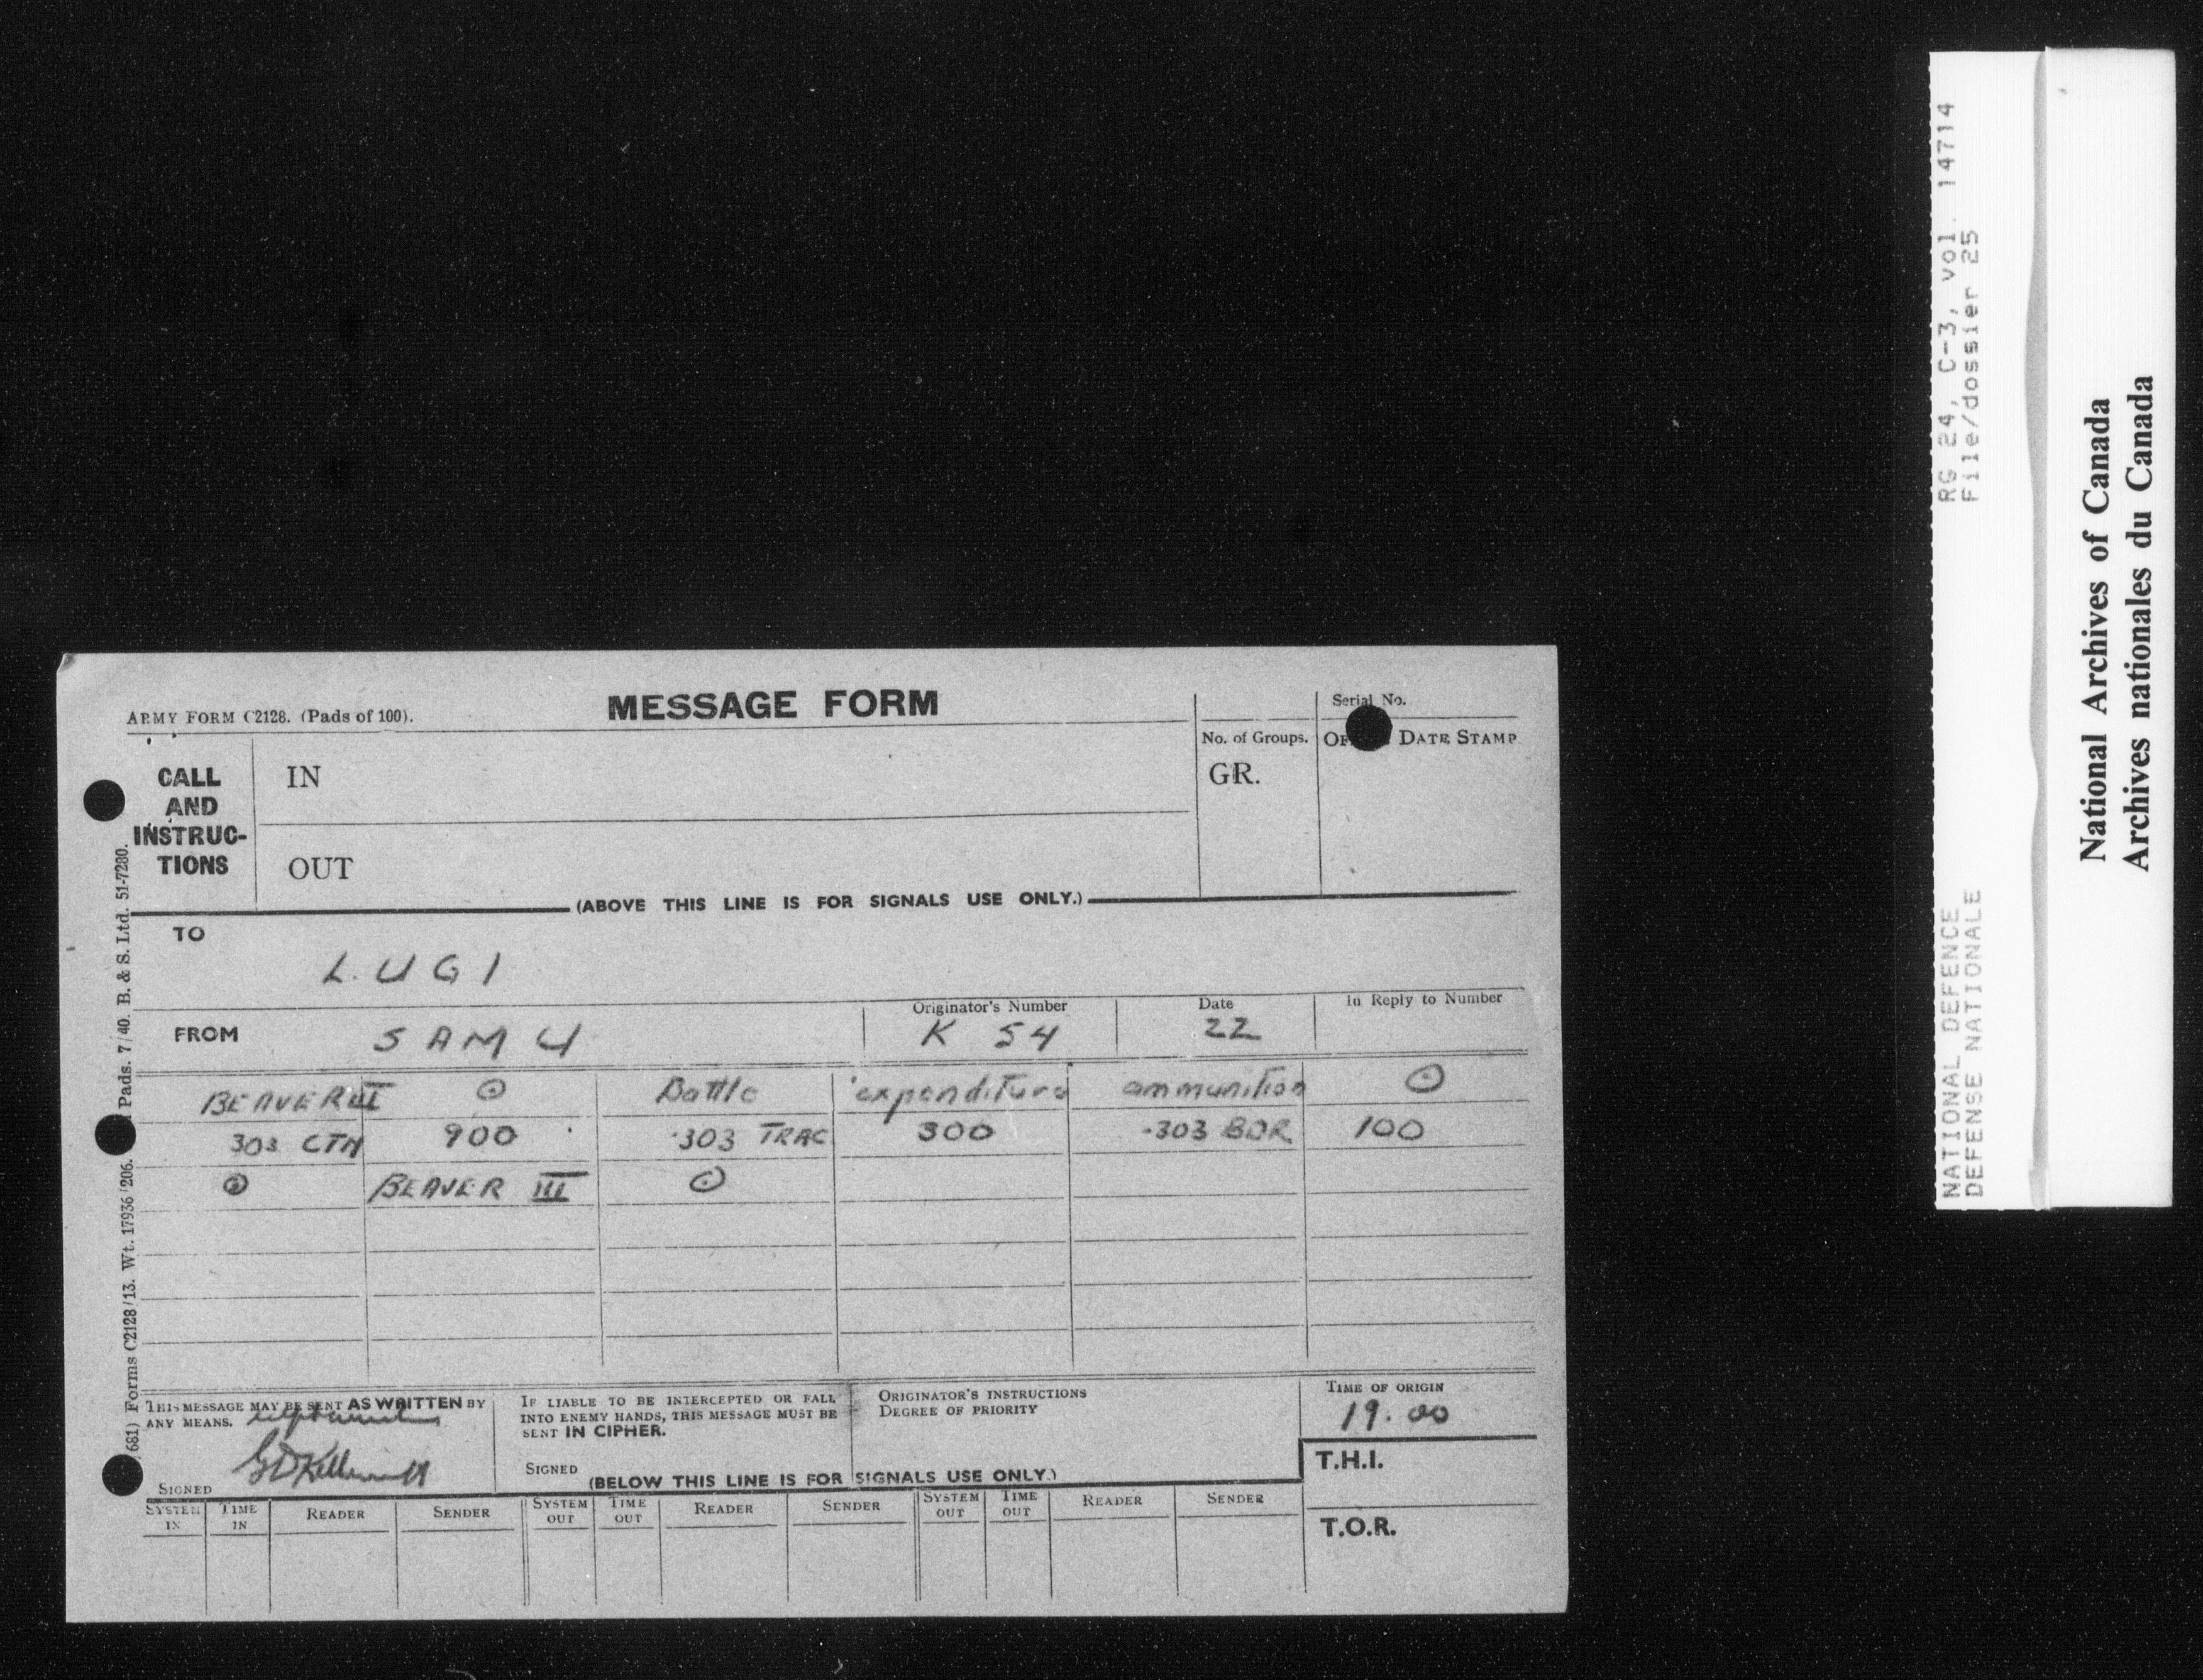 ARMY FORM C2128. (Pads of 100).
MESSAGE FORM
Serial No.
No. of Groups.
DATE STAMP
CALL AND INSTRUC-TIONS
IN
GR.
OUT
(ABOVE THIS LINE IS FOR SIGNALS USE ONLY.)
TO
LUGI
FROM
SAMU
Originator's Number
K 54
Date
22
In Reply to Number
BEAVER III ⊙ Battle expenditure ammunition ⊙
303 CTN 900 .303 TRAC 300 .303 BDR 100
⊙ BEAVER III ⊙
THIS MESSAGE MAY BE SENT AS WRITTEN BY
ANY MEANS.
SIGNED
IF LIABLE TO BE INTERCEPTED OR FALL
INTO ENEMY HANDS, THIS MESSAGE MUST BE
SENT IN CIPHER.
SIGNED
ORIGINATOR'S INSTRUCTIONS
DEGREE OF PRIORITY
TIME OF ORIGIN
19.00
T.H.I.
(BELOW THIS LINE IS FOR SIGNALS USE ONLY.)
SYSTEM IN
TIME IN
READER
SENDER
SYSTEM OUT
TIME OUT
READER
SENDER
SYSTEM OUT
TIME OUT
READER
SENDER
T.O.R.
681) Forms C2128/13. Wt. 17936/206. Pads. 7/40. B. & S. Ltd. 51-7280.
NATIONAL DEFENCE RG 24, C-3, vol. 14714
DEFENSE NATIONALE File/dossier 25
National Archives of Canada
Archives nationales du Canada